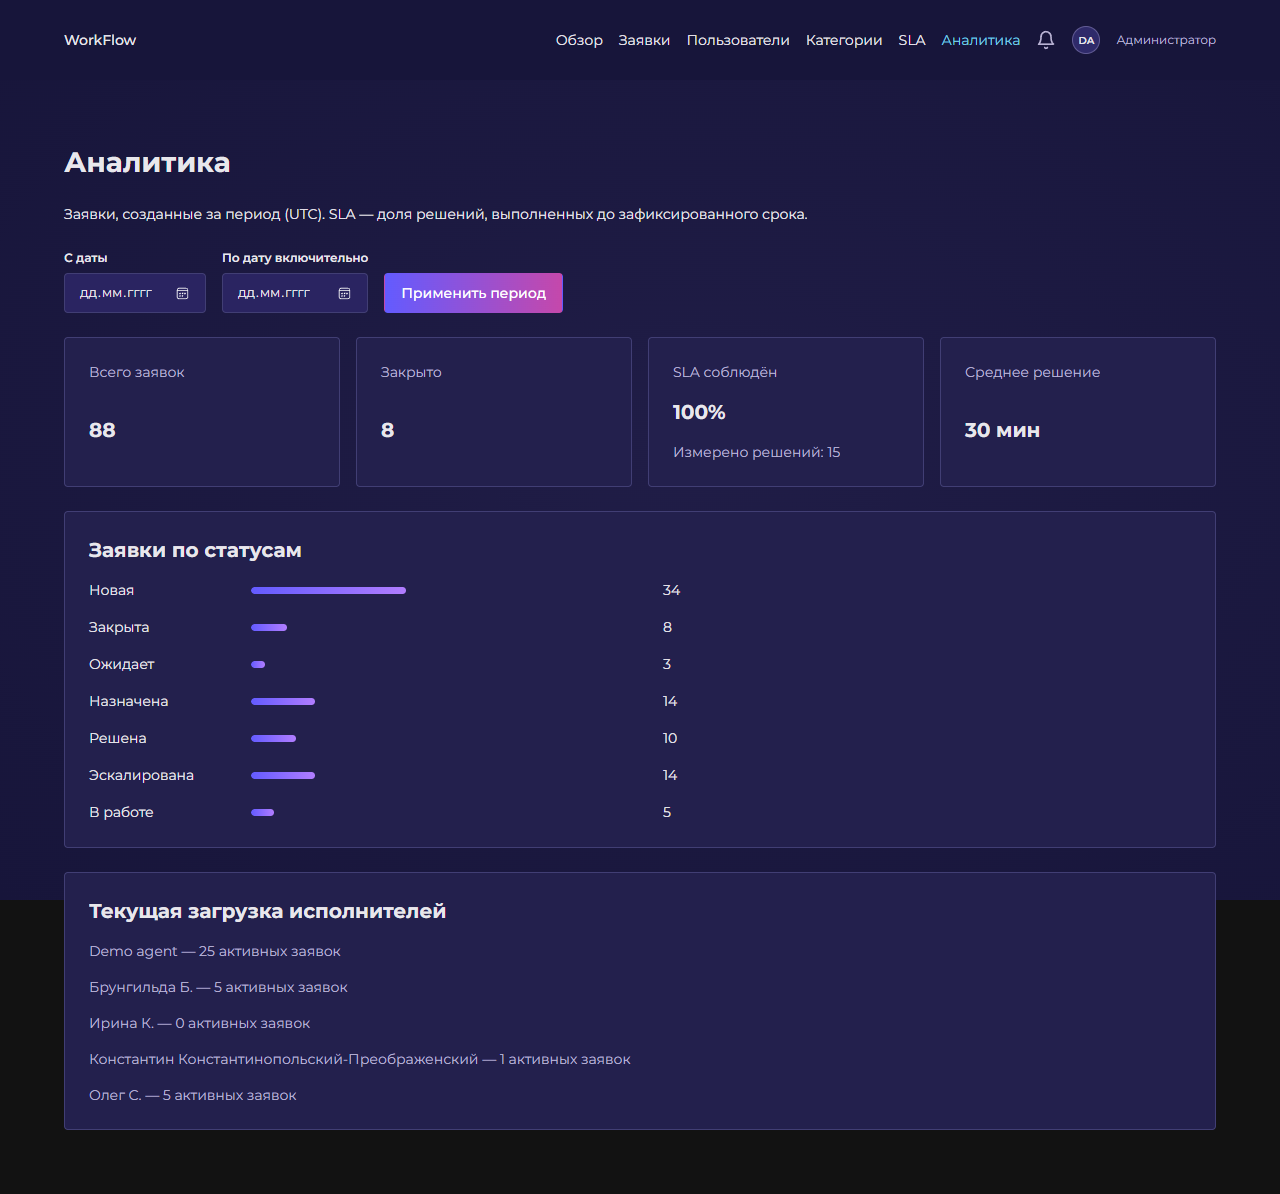 WorkFlow Обзор Заявки Пользователи Категории SLA Аналитика DA Администратор
Аналитика
Заявки, созданные за период (UTC). SLA — доля решений, выполненных до зафиксированного срока.
С даты По дату включительно
дд.мм.гггг дд.мм.гггг Применить период
Всего заявок Закрыто SLA соблюдён Среднее решение
88 8 100% 30 мин
Измерено решений: 15
Заявки по статусам
Новая 34
Закрыта 8
Ожидает 3
Назначена 14
Решена 10
Эскалирована 14
В работе 5
Текущая загрузка исполнителей
Demo agent — 25 активных заявок
Брунгильда Б. — 5 активных заявок
Ирина К. — 0 активных заявок
Константин Константинопольский-Преображенский — 1 активных заявок
Олег С. — 5 активных заявок